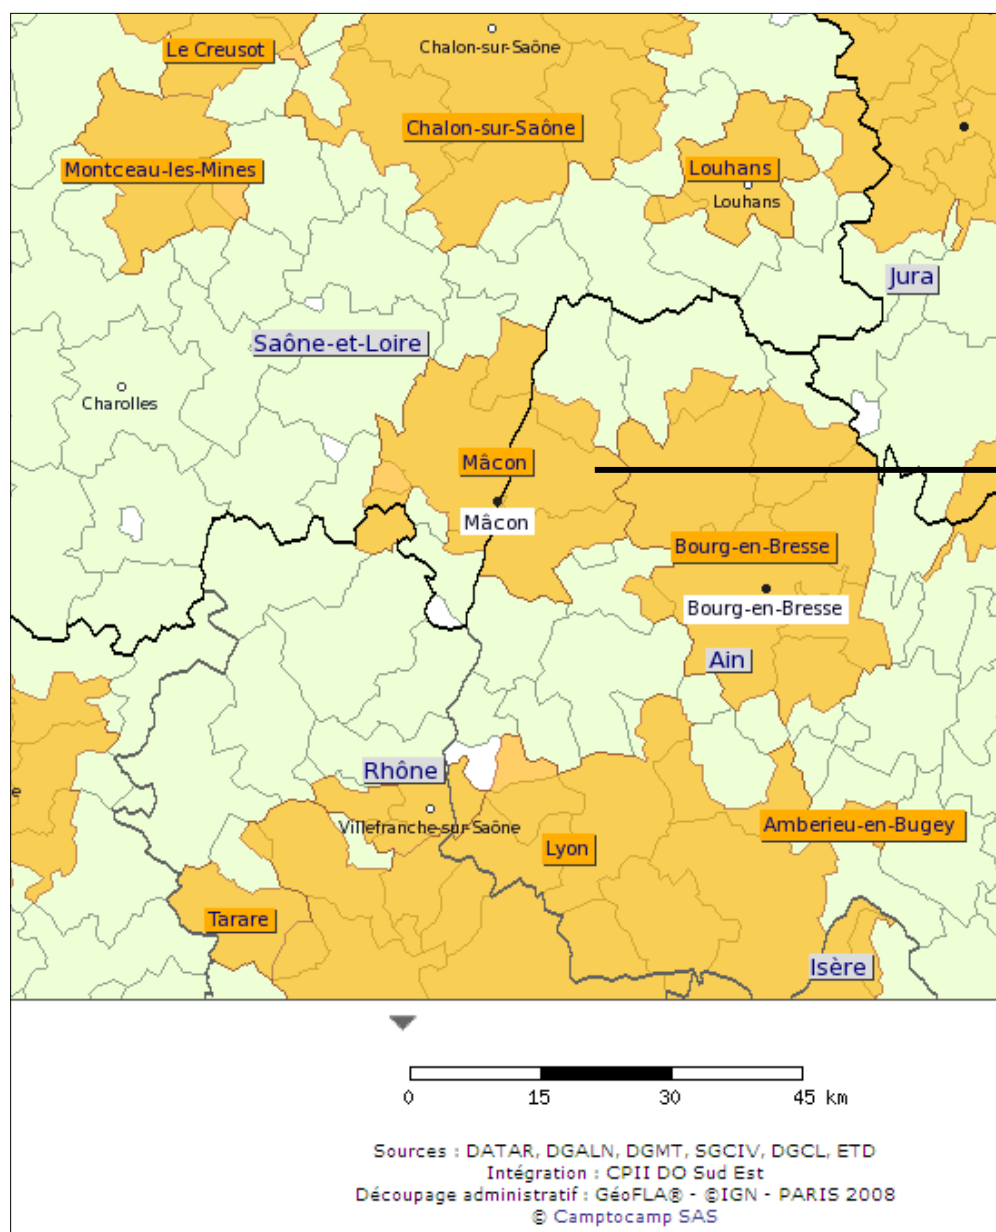 Le Creusot
Chalon-sur-Saône
Chalon-sur-Saône
Montceau-les-Mines
Louhans
Louhans
Jura
Saône-et-Loire
Charolles
Mâcon
Mâcon
Bourg-en-Bresse
Bourg-en-Bresse
Ain
Rhône
e
Villefranche-sur-Saône
Amberieu-en-Bugey
Lyon
Tarare
Isère
0 15 30 45 km
Sources : DATAR, DGALN, DGMT, SGCIV, DGCL, ETD
Intégration : CPII DO Sud Est
Découpage administratif : GéoFLA® - ©IGN - PARIS 2008
© Camptocamp SAS